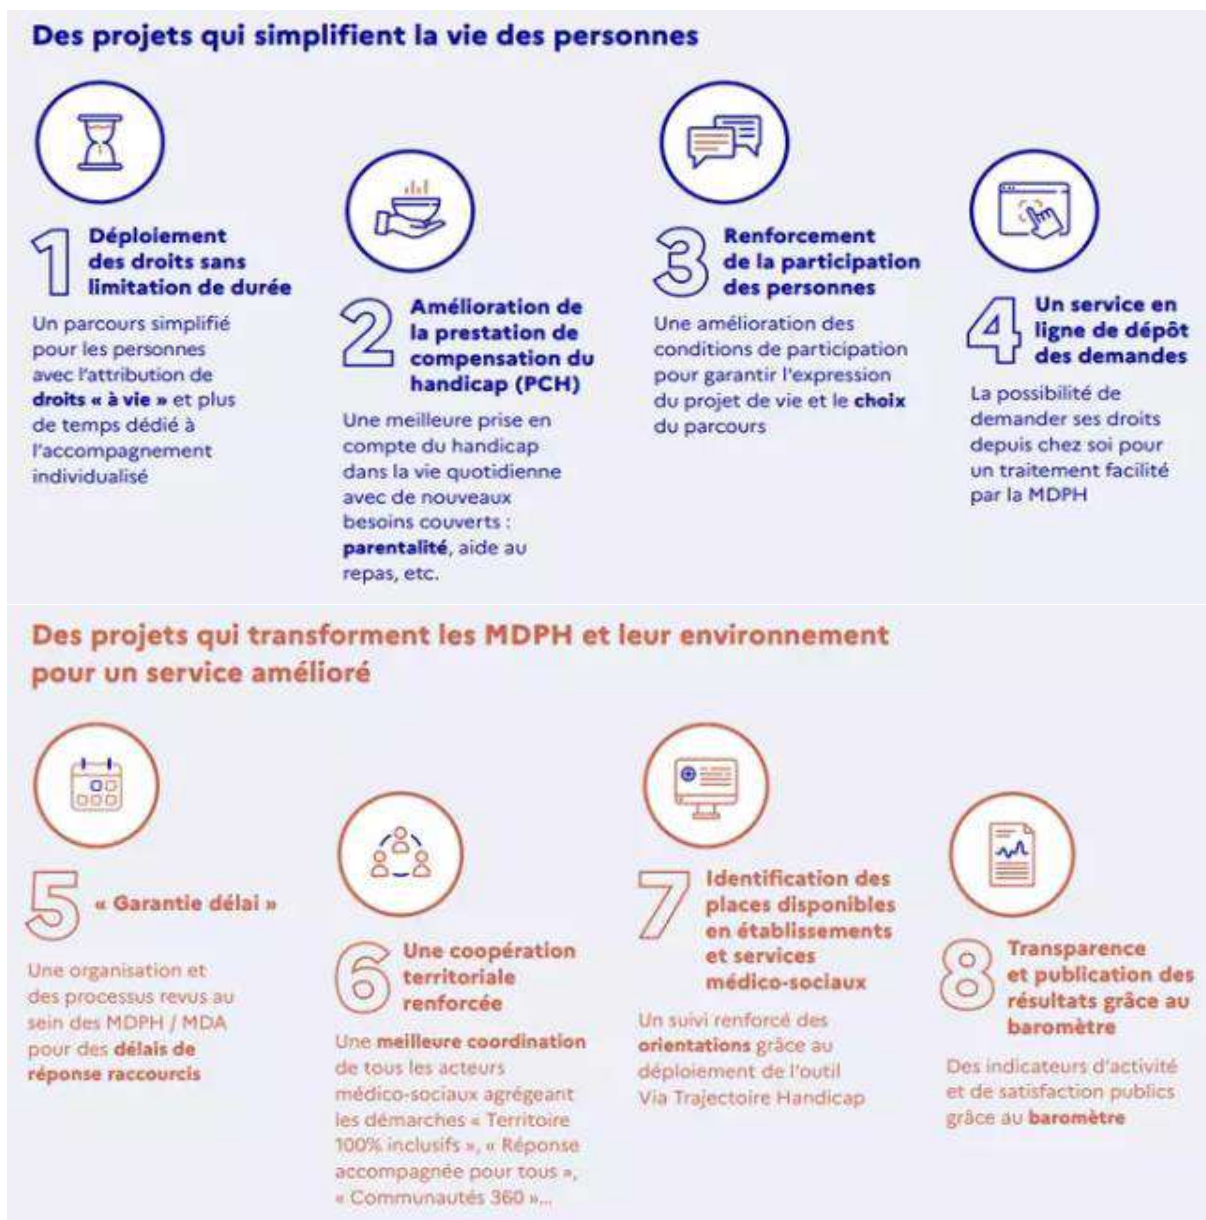 Des projets qui simplifient la vie des personnes
1
Déploiement
des droits sans
limitation de durée
Un parcours simplifié
pour les personnes
avec l'attribution de
droits « à vie » et plus
de temps dédié à
l'accompagnement
individualisé
2
Amélioration de
la prestation de
compensation du
handicap (PCH)
Une meilleure prise en
compte du handicap
dans la vie quotidienne
avec de nouveaux
besoins couverts :
parentalité, aide au
repas, etc.
3
Renforcement
de la participation
des personnes
Une amélioration des
conditions de participation
pour garantir l'expression
du projet de vie et le choix
du parcours
4
Un service en
ligne de dépôt
des demandes
La possibilité de
demander ses droits
depuis chez soi pour
un traitement facilité
par la MDPH
Des projets qui transforment les MDPH et leur environnement
pour un service amélioré
5
« Garantie délai »
Une organisation et
des processus revus au
sein des MDPH / MDA
pour des délais de
réponse raccourcis
6
Une coopération
territoriale
renforcée
Une meilleure coordination
de tous les acteurs
médico-sociaux agrégeant
les démarches « Territoire
100% inclusifs », « Réponse
accompagnée pour tous »,
« Communautés 360 »...
7
Identification des
places disponibles
en établissements
et services
médico-sociaux
Un suivi renforcé des
orientations grâce au
déploiement de l'outil
Via Trajectoire Handicap
8
Transparence
et publication des
résultats grâce au
baromètre
Des indicateurs d'activité
et de satisfaction publics
grâce au baromètre